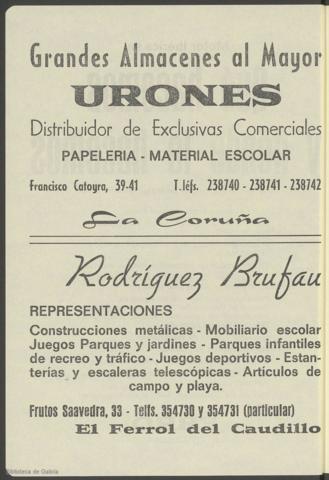 Grandes Almacenes al Mayor
URONES
Distribuidor de Exclusivas Comerciales
PAPELERIA - MATERIAL ESCOLAR
Francisco Catoyra, 39-41 T.léfs. 238740 - 238741 - 238742
La Coruña
Rodríguez Brufau
REPRESENTACIONES
Construcciones metálicas - Mobiliario escolar
Juegos Parques y jardines - Parques infantiles
de recreo y tráfico - Juegos deportivos - Estan-
terías y escaleras telescópicas - Artículos de
campo y playa.
Frutos Saavedra, 33 - Telfs. 354730 y 354731 (particular)
El Ferrol del Caudillo
Biblioteca de Galicia